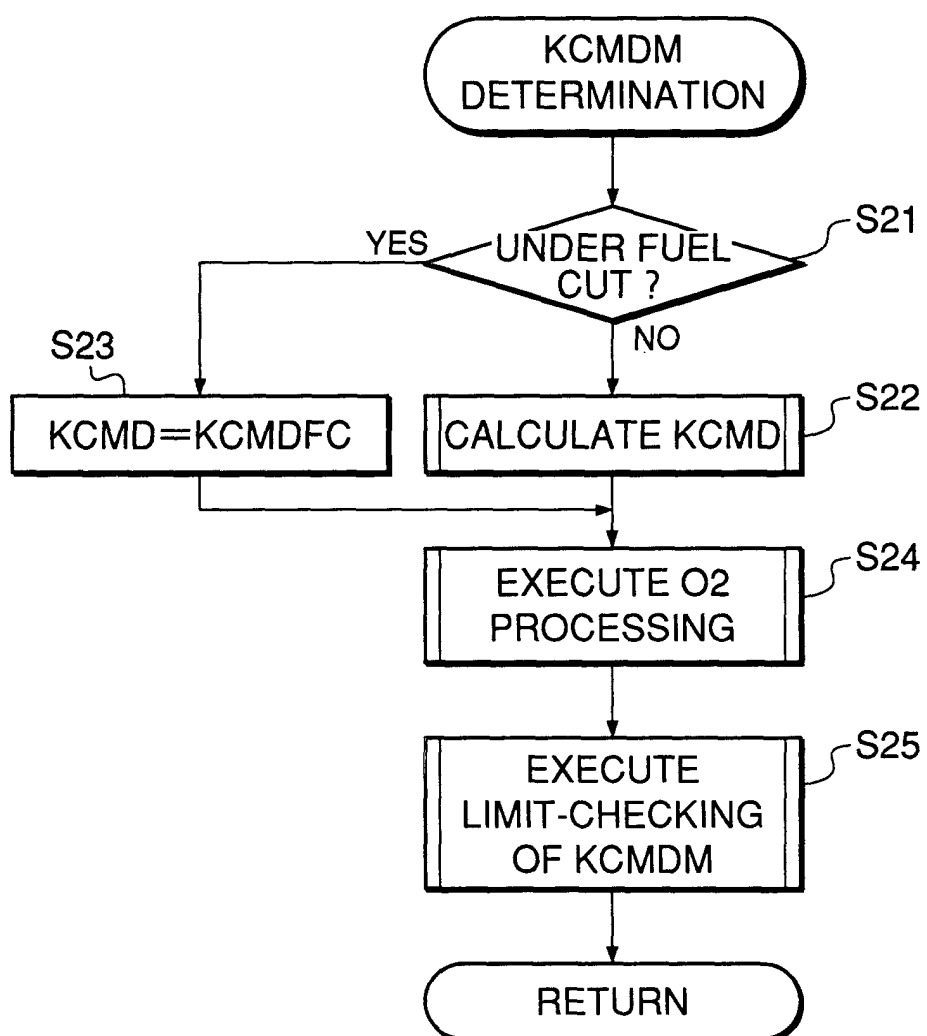 KCMDM
DETERMINATION
S21
YES
UNDER FUEL
CUT ?
NO
S23
S22
KCMD=KCMDFC
CALCULATE KCMD
S24
EXECUTE O2
PROCESSING
S25
EXECUTE
LIMIT-CHECKING
OF KCMDM
RETURN